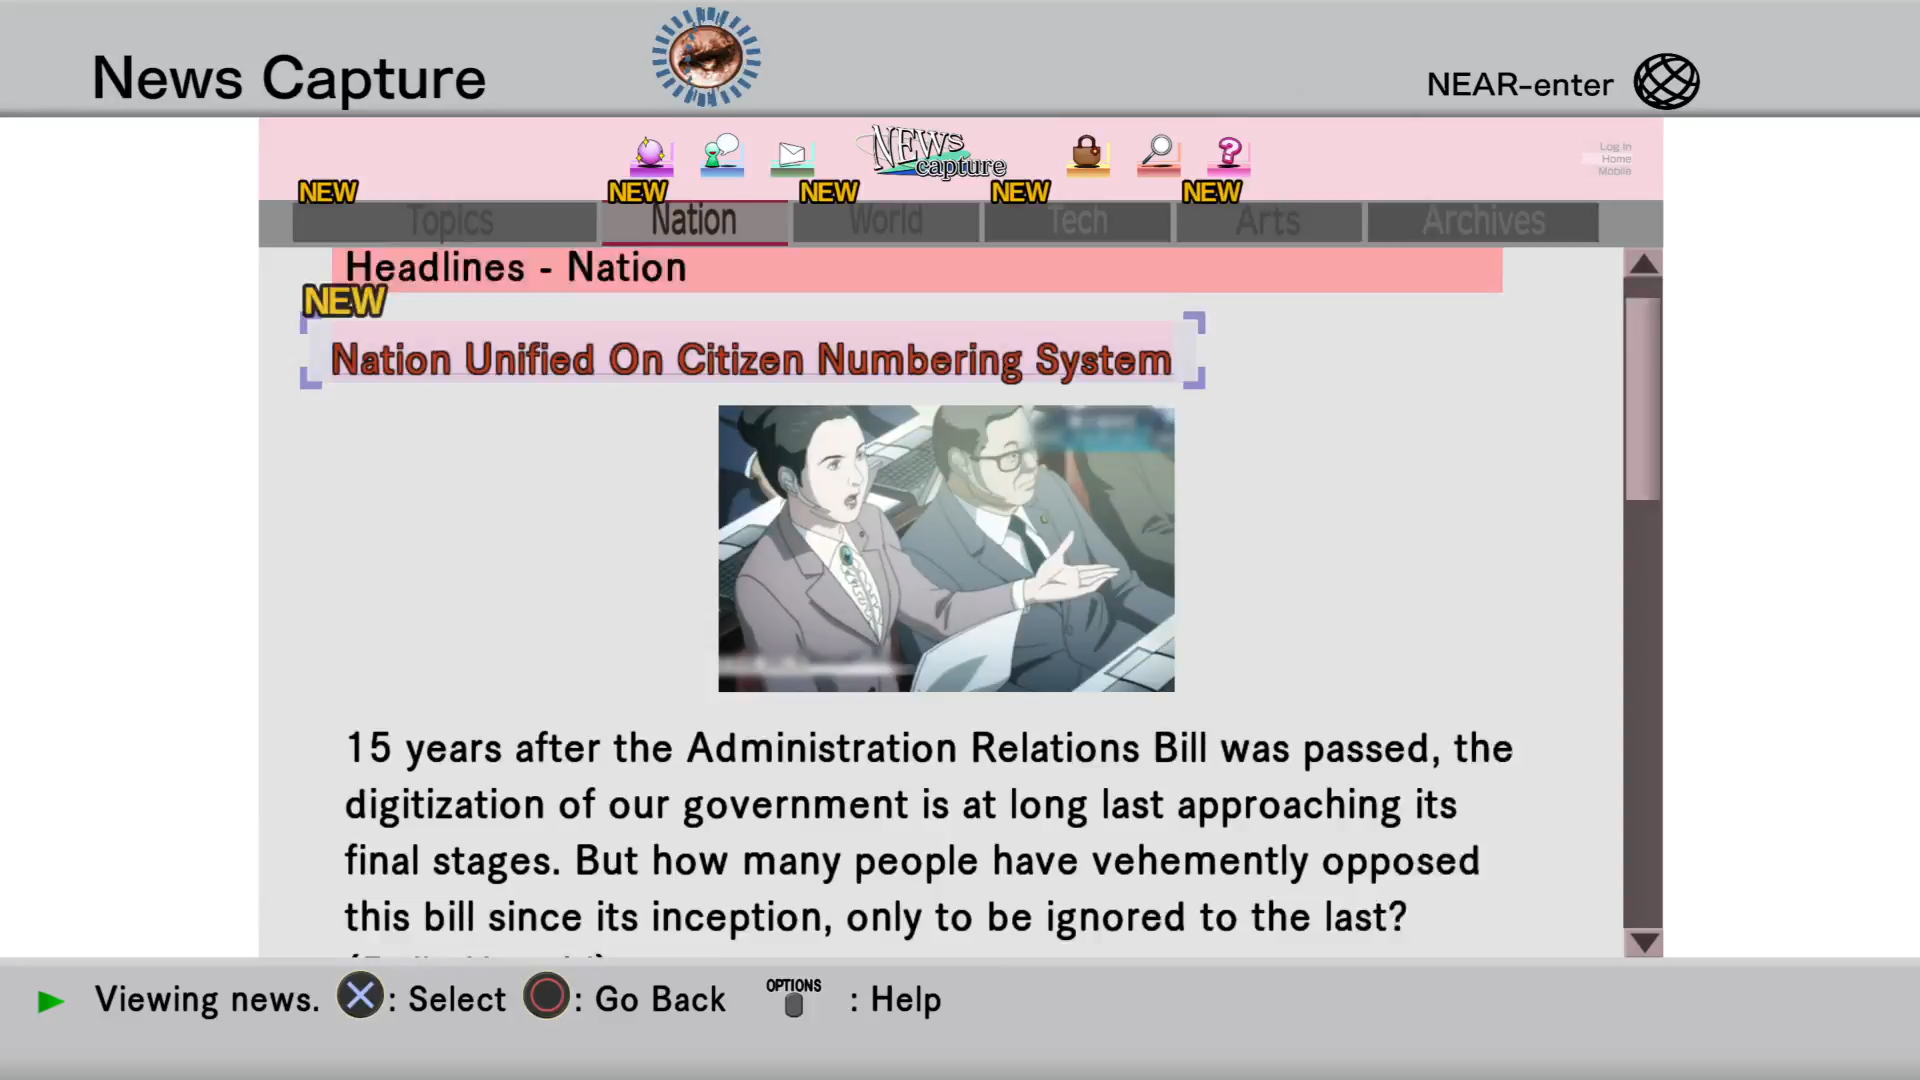 News Capture
NEAR-enter
NEWS
capture
Log In
Home
Mobile
NEW NEW NEW NEW NEW
Topics Nation World Tech Arts Archives
Headlines - Nation
NEW
Nation Unified On Citizen Numbering System
15 years after the Administration Relations Bill was passed, the
digitization of our government is at long last approaching its
final stages. But how many people have vehemently opposed
this bill since its inception, only to be ignored to the last?
Viewing news. : Select : Go Back OPTIONS : Help